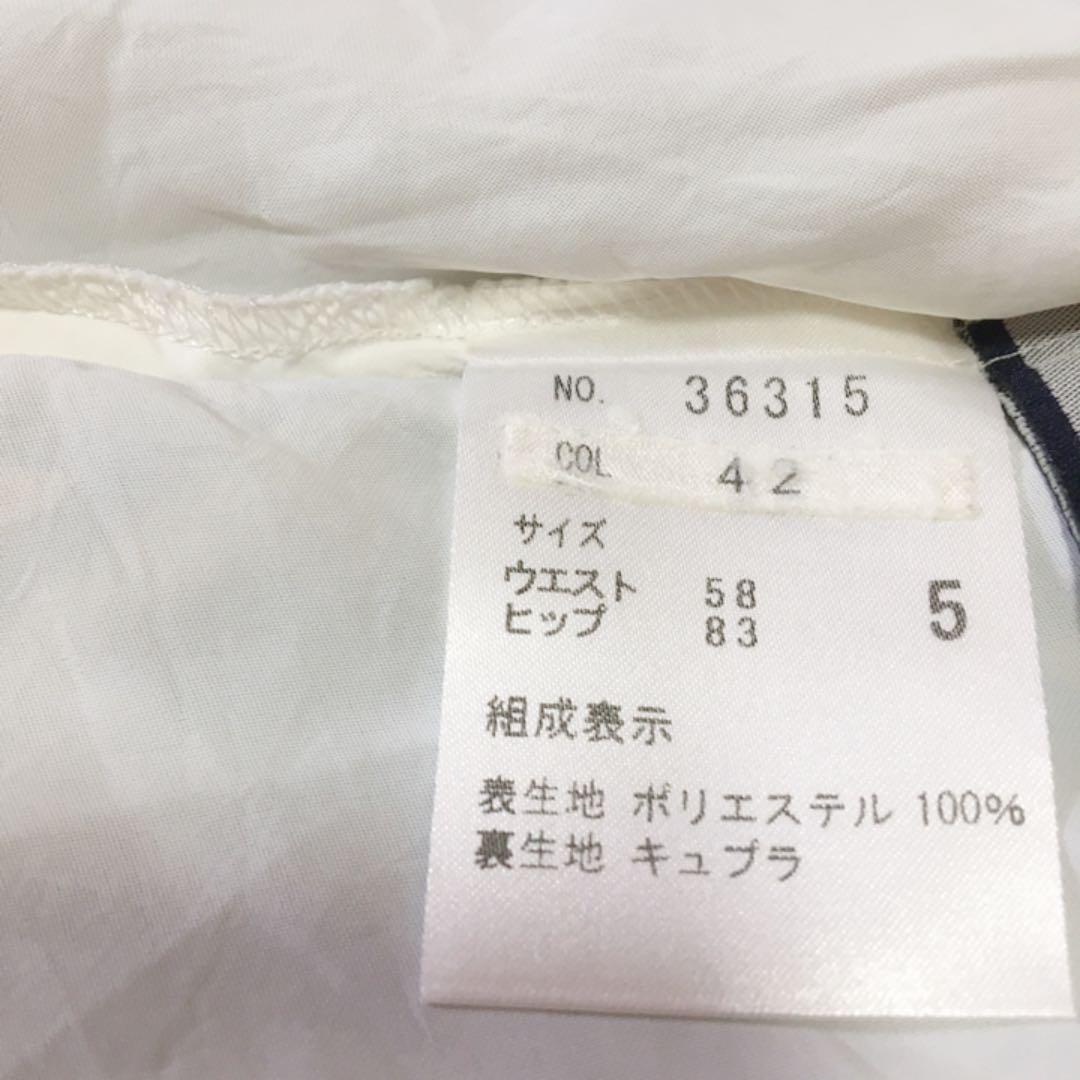 NO. 36315
COL 42
サイズ
ウエスト 58 5
ヒップ 83
組成表示
表生地 ポリエステル 100%
裏生地 キュプラ